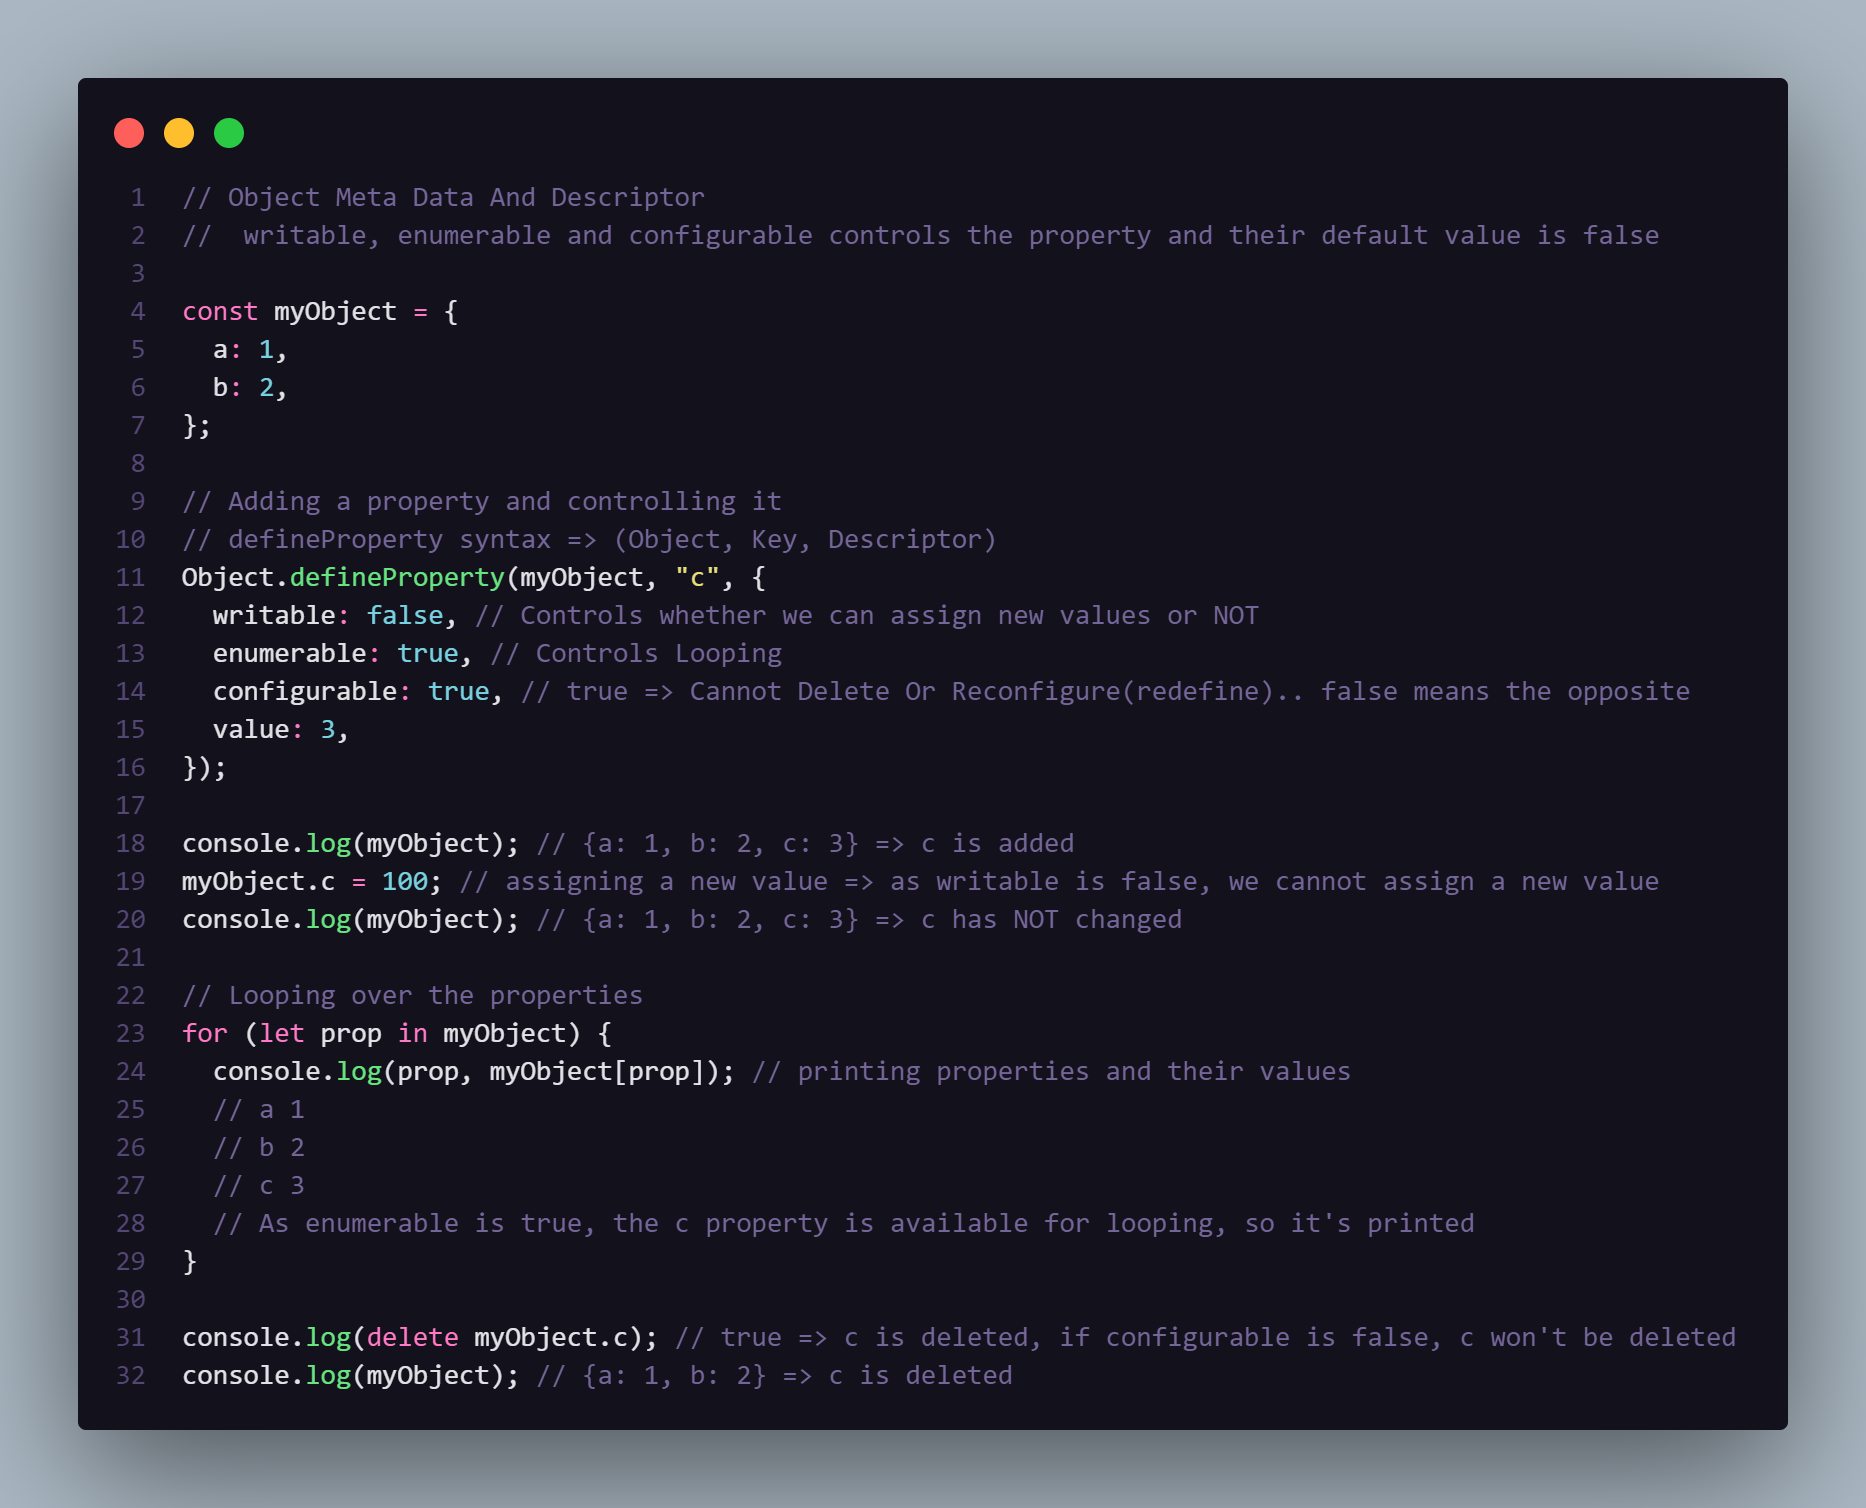 1 // Object Meta Data And Descriptor
2 //  writable, enumerable and configurable controls the property and their default value is false
3
4 const myObject = {
5   a: 1,
6   b: 2,
7 };
8
9 // Adding a property and controlling it
10 // defineProperty syntax => (Object, Key, Descriptor)
11 Object.defineProperty(myObject, "c", {
12   writable: false, // Controls whether we can assign new values or NOT
13   enumerable: true, // Controls Looping
14   configurable: true, // true => Cannot Delete Or Reconfigure(redefine).. false means the opposite
15   value: 3,
16 });
17
18 console.log(myObject); // {a: 1, b: 2, c: 3} => c is added
19 myObject.c = 100; // assigning a new value => as writable is false, we cannot assign a new value
20 console.log(myObject); // {a: 1, b: 2, c: 3} => c has NOT changed
21
22 // Looping over the properties
23 for (let prop in myObject) {
24   console.log(prop, myObject[prop]); // printing properties and their values
25   // a 1
26   // b 2
27   // c 3
28   // As enumerable is true, the c property is available for looping, so it's printed
29 }
30
31 console.log(delete myObject.c); // true => c is deleted, if configurable is false, c won't be deleted
32 console.log(myObject); // {a: 1, b: 2} => c is deleted